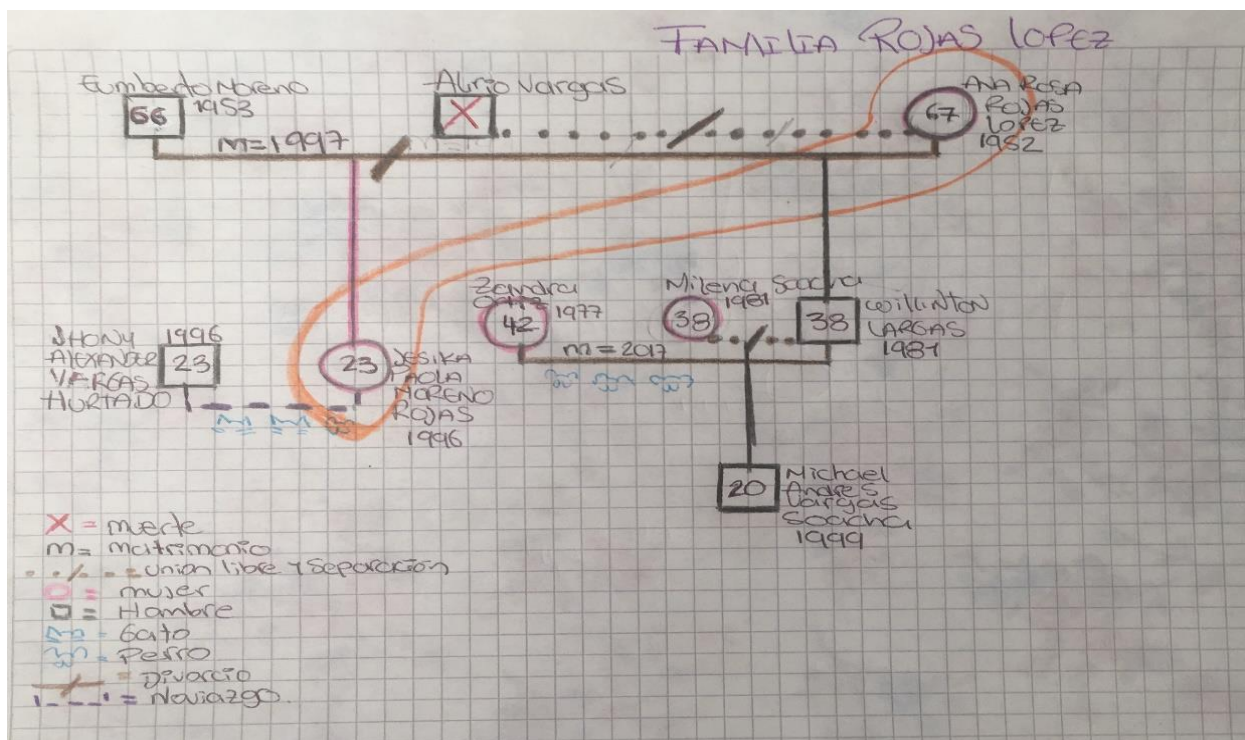 FAMILIA ROJAS LOPEZ
Eumberto Moreno
1953
66
m=1997
Alirio Vargas
X
67
ANA ROSA
ROJAS
LOPEZ
1952
JHONY 1996
ALEXANDER
VARGAS
HURTADO
23
23
JESIKA
PAOLA
MORENO
ROJAS
1996
Zandra
1977
42
m=2017
Milena Soacha
1981
38
38
Willinton
VARGAS
1981
20
Michael
Andres
Vargas
Soacha
1999
X = muerte
m= matrimonio
= union libre y Separación
= mujer
= Hombre
= Gato
= Perro
= Divorcio
= Noviazgo.